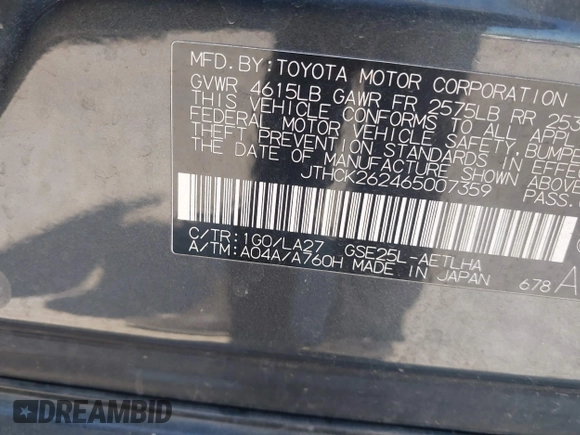 MFD. BY: TOYOTA MOTOR CORPORATION
GVWR 4615LB GAWR FR 2575LB RR
THIS VEHICLE CONFORMS TO ALL
FEDERAL MOTOR VEHICLE SAFETY,
THEFT PREVENTION STANDARDS IN
THE DATE OF MANUFACTURE SHOWN
JTHCK262465007359 PASS.
C/TR: 1G0/LA27 GSE25L-AETLHA
A/TM: A04A/A760H MADE IN JAPAN 678 A
DREAMBID